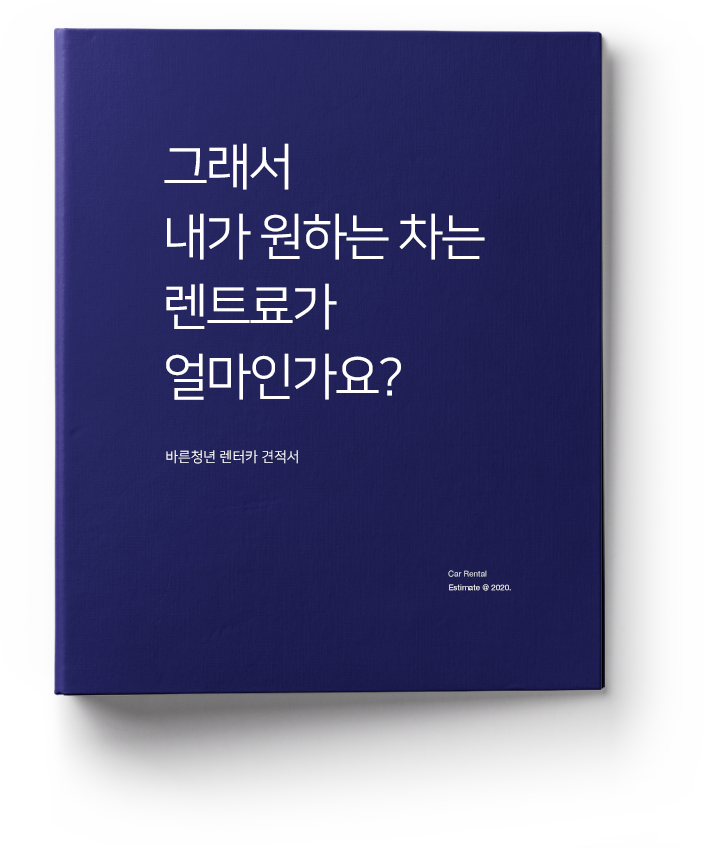 그래서
내가 원하는 차는
렌트료가
얼마인가요?
바른청년 렌터카 견적서
Car Rental
Estimate @ 2020.